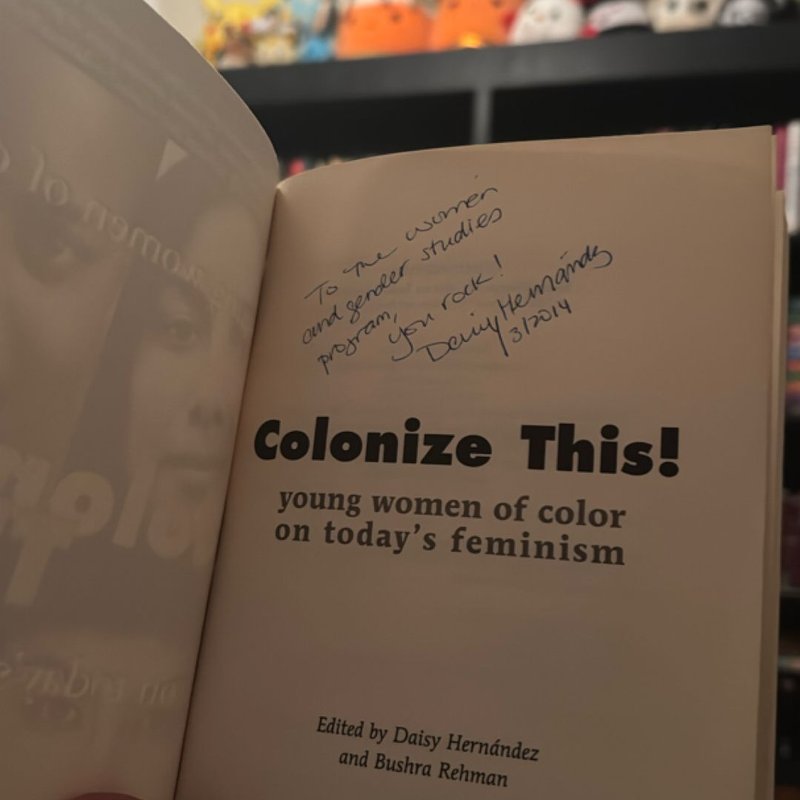 To the women
and gender studies
program,
you rock!
Daisy Hernández
3/2014
Colonize This!
young women of color
on today's feminism
Edited by Daisy Hernández
and Bushra Rehman